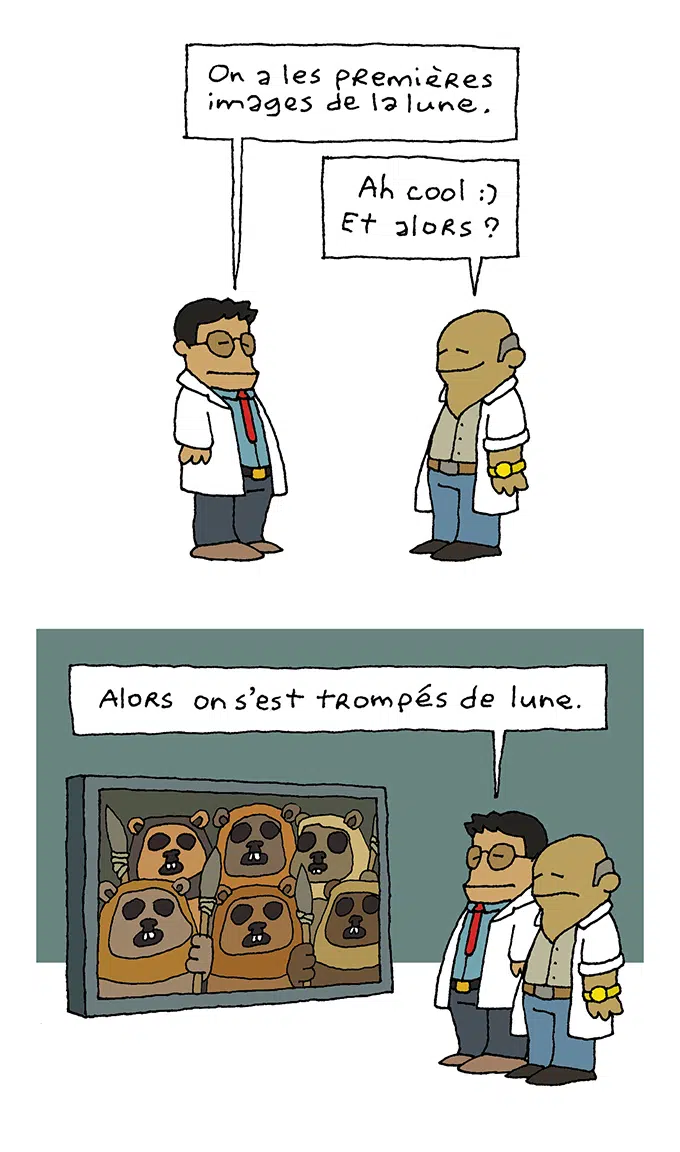 On a les premières
images de la lune.
Ah cool :)
Et alors ?
Alors on s'est trompés de lune.